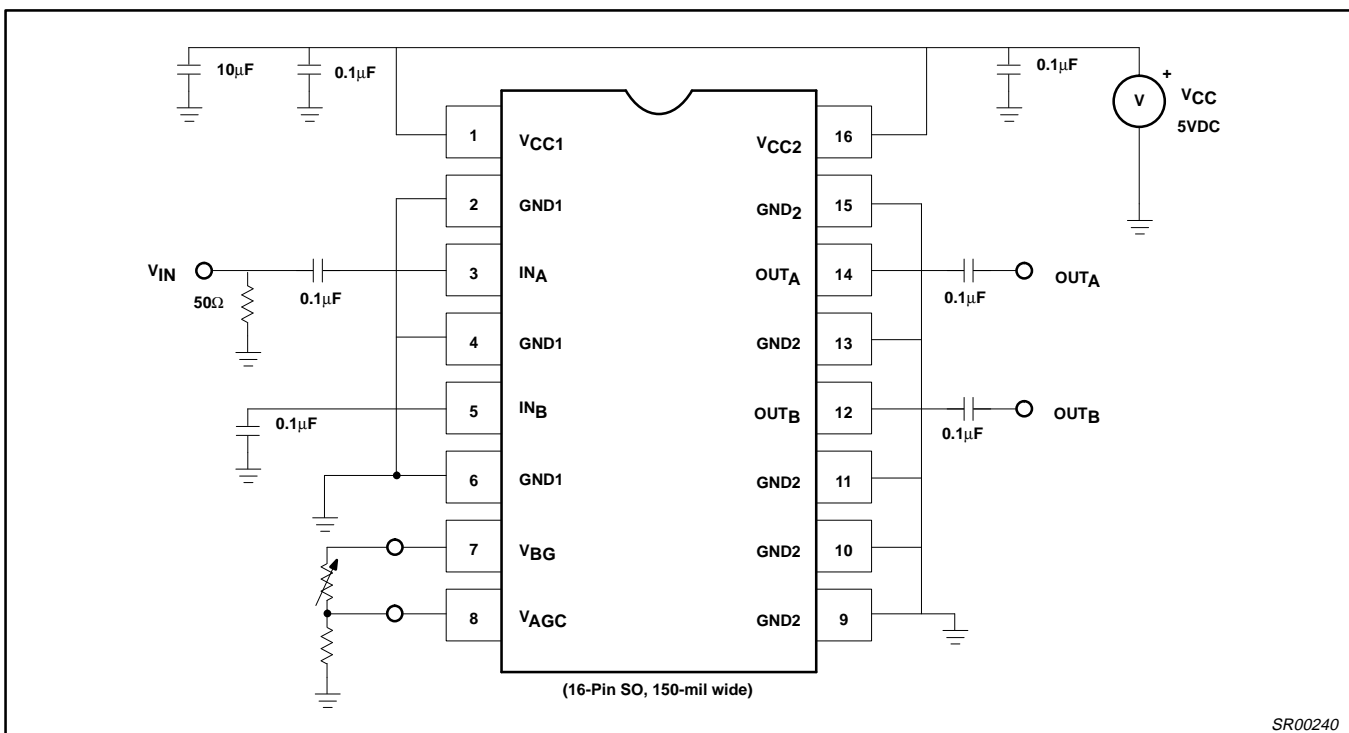 10μF
0.1μF
0.1μF
+
V
VCC
5VDC
1
VCC1
VCC2
16
2
GND1
GND2
15
VIN
50Ω
0.1μF
3
INA
OUTA
14
0.1μF
OUTA
4
GND1
GND2
13
0.1μF
5
INB
OUTB
12
0.1μF
OUTB
6
GND1
GND2
11
7
VBG
GND2
10
8
VAGC
GND2
9
(16-Pin SO, 150-mil wide)
SR00240